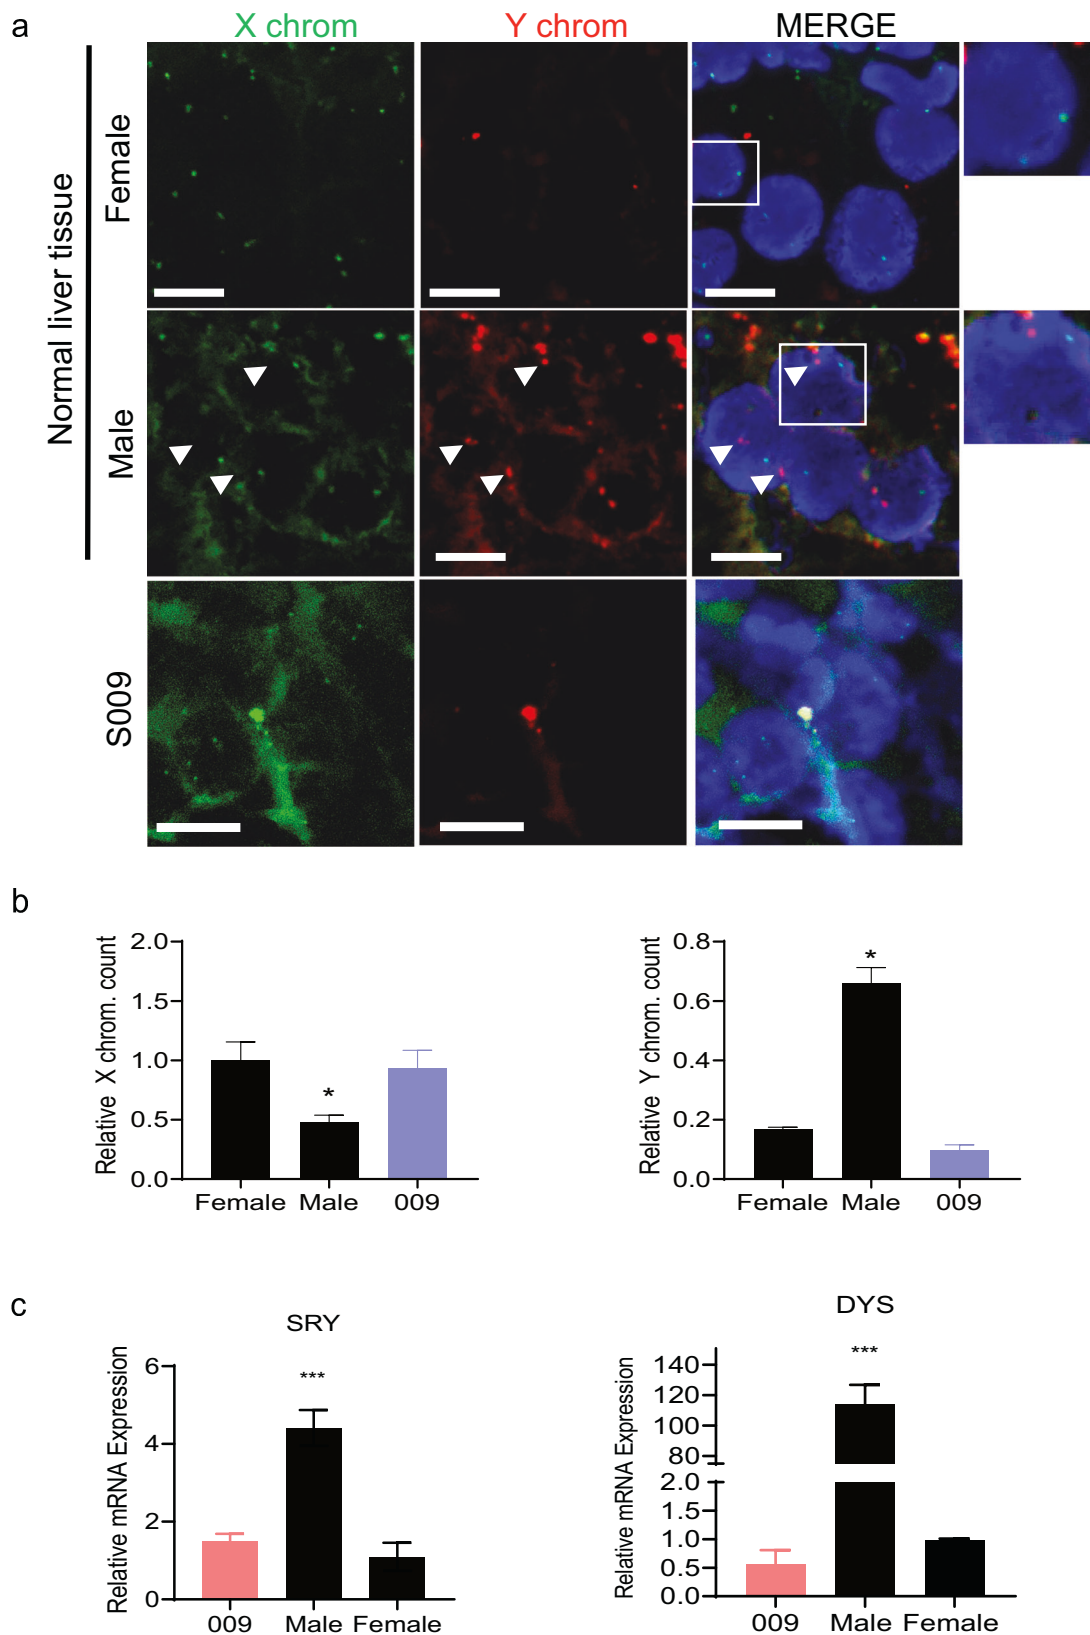 a
X chrom Y chrom MERGE
Normal liver tissue
Female
Male
S009
b
Relative X chrom. count
2.0
1.5
1.0
0.5
0.0
*
Female Male 009
Relative Y chrom. count
0.8
0.6
0.4
0.2
0.0
*
Female Male 009
c
SRY
Relative mRNA Expression
6
4
2
0
***
009 Male Female
DYS
Relative mRNA Expression
140
120
100
80
2.0
1.5
1.0
0.5
0.0
***
009 Male Female